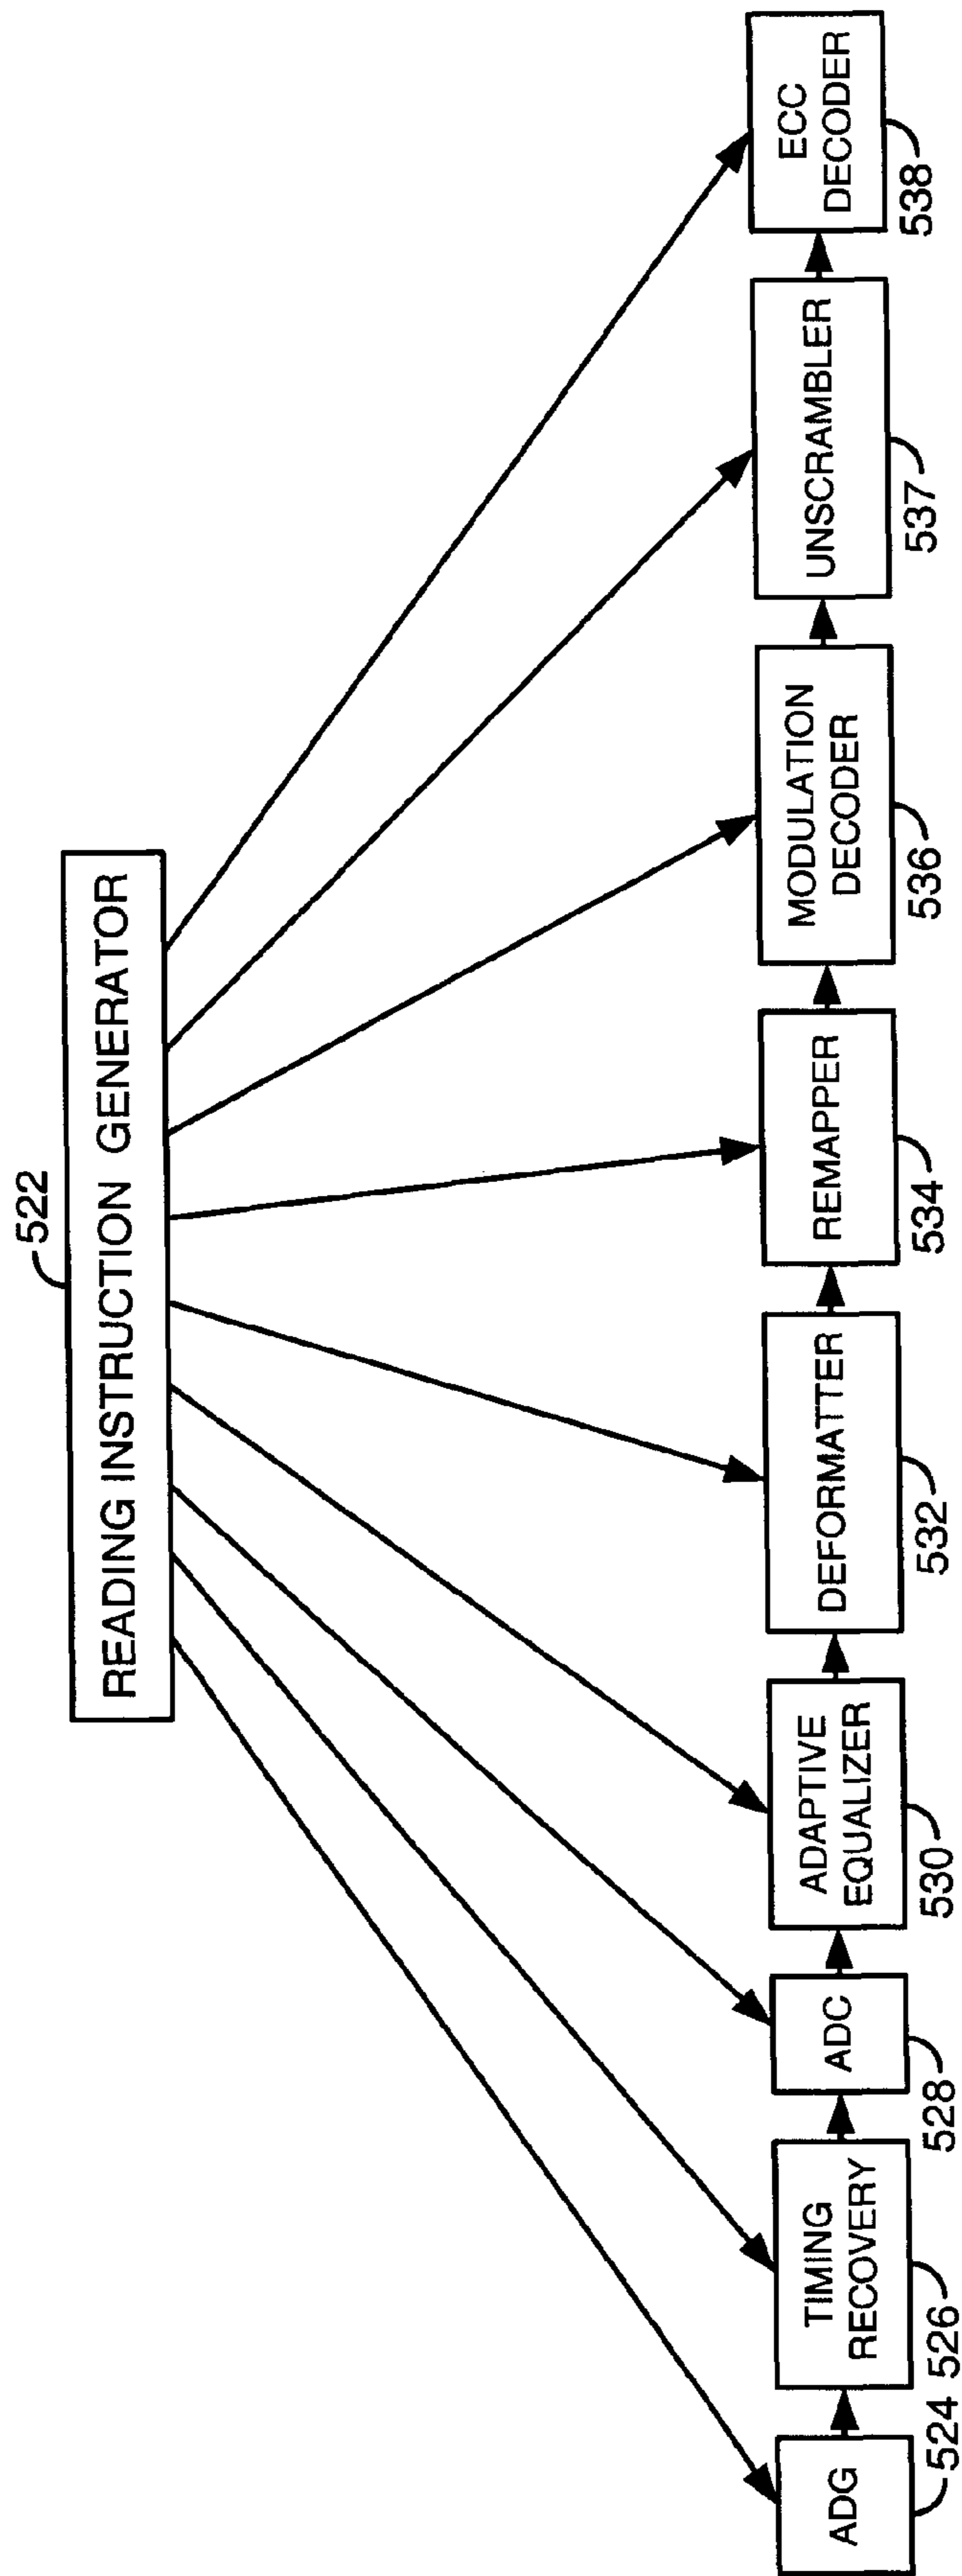 522
READING INSTRUCTION GENERATOR
ADG
524
TIMING
RECOVERY
526
ADC
528
ADAPTIVE
EQUALIZER
530
DEFORMATTER
532
REMAPPER
534
MODULATION
DECODER
536
UNSCRAMBLER
537
ECC
DECODER
538